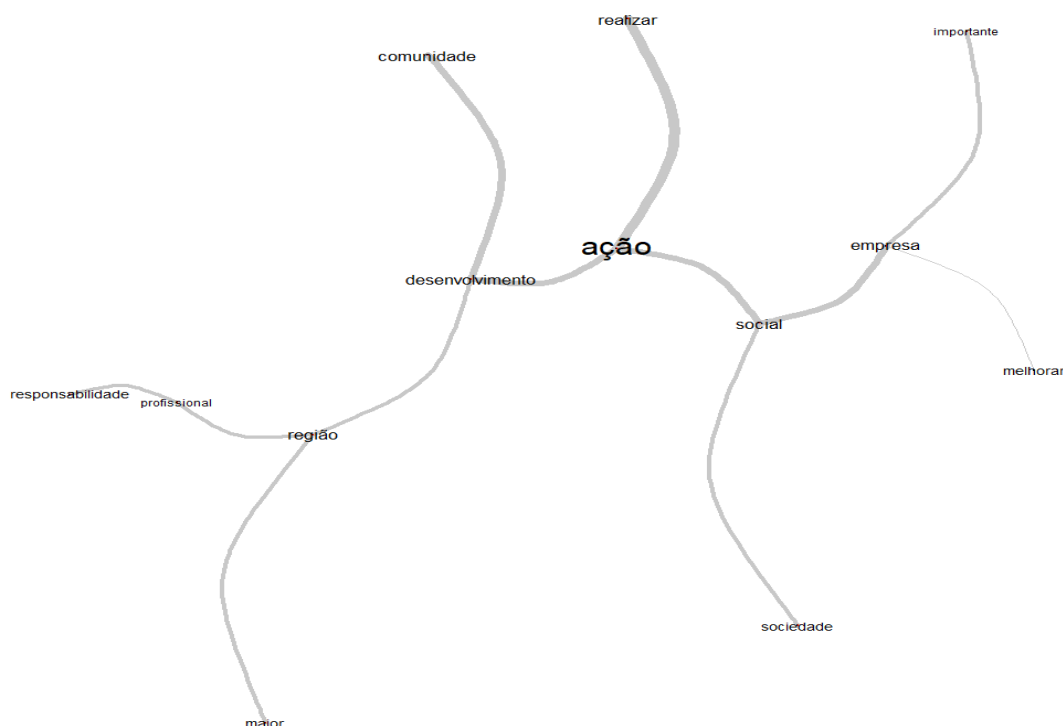 realizar
importante
comunidade
ação
empresa
desenvolvimento
social
melhorar
responsabilidade
profissional
região
sociedade
maior